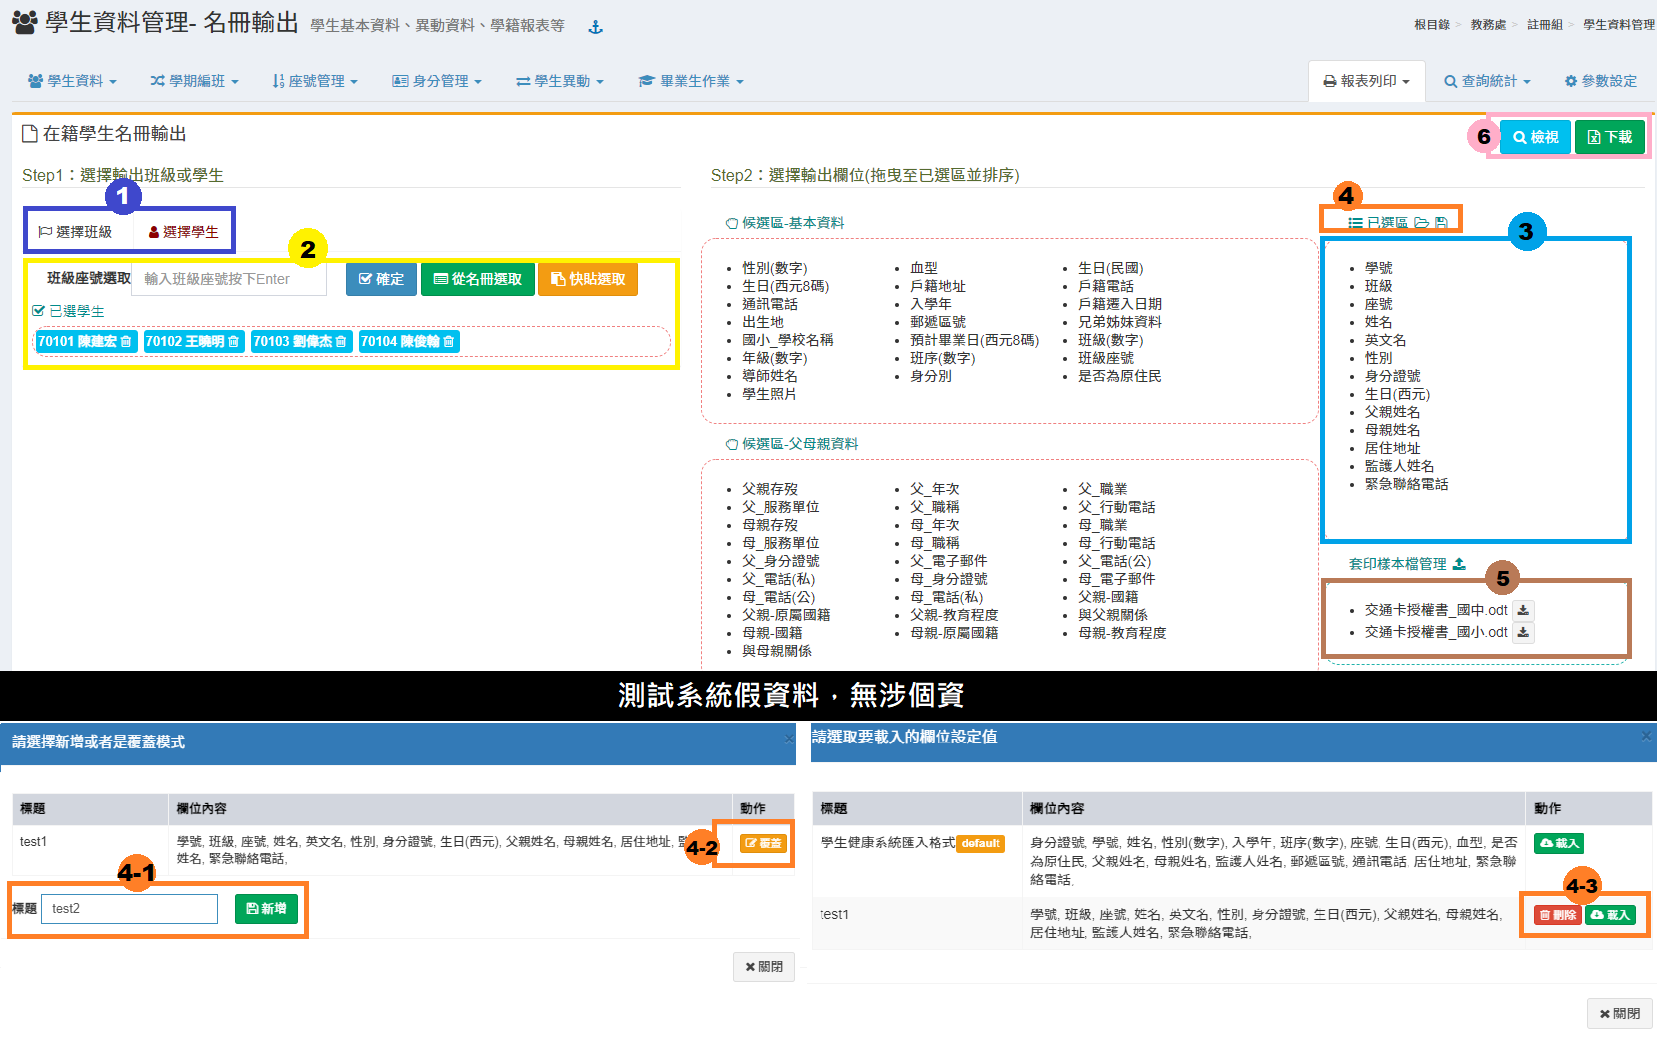 學生資料管理- 名冊輸出 學生基本資料、異動資料、學籍報表等
根目錄 > 教務處 > 註冊組 > 學生資料管理
學生資料 學期編班 座號管理 身分管理 學生異動 畢業生作業 報表列印 查詢統計 參數設定
在籍學生名冊輸出
6 檢視 下載
Step1：選擇輸出班級或學生
1
選擇班級 選擇學生
2
班級座號選取 輸入班級座號按下Enter 確定 從名冊選取 快貼選取
已選學生
70101 陳建宏 70102 王曉明 70103 劉偉杰 70104 陳俊翰
Step2：選擇輸出欄位(拖曳至已選區並排序)
候選區-基本資料
性別(數字) 血型 生日(民國)
生日(西元8碼) 戶籍地址 戶籍電話
通訊電話 入學年 戶籍遷入日期
出生地 郵遞區號 兄弟姊妹資料
國小_學校名稱 預計畢業日(西元8碼) 班級(數字)
年級(數字) 班序(數字) 班級座號
導師姓名 身分別 是否為原住民
學生照片
候選區-父母親資料
父親存歿 父_年次 父_職業
父_服務單位 父_職稱 父_行動電話
母親存歿 母_年次 母_職業
母_服務單位 母_職稱 母_行動電話
父_身分證號 父_電子郵件 父_電話(公)
父_電話(私) 母_身分證號 母_電子郵件
母_電話(公) 母_電話(私) 父親-國籍
父親-原屬國籍 父親-教育程度 與父親關係
母親-國籍 母親-原屬國籍 母親-教育程度
與母親關係
4
已選區
3
學號
班級
座號
姓名
英文名
性別
身分證號
生日(西元)
父親姓名
母親姓名
居住地址
監護人姓名
緊急聯絡電話
套印樣本檔管理
5
交通卡授權書_國中.odt
交通卡授權書_國小.odt
測試系統假資料，無涉個資
請選擇新增或者是覆蓋模式
標題 欄位內容 動作
test1 學號, 班級, 座號, 姓名, 英文名, 性別, 身分證號, 生日(西元), 父親姓名, 母親姓名, 居住地址,
姓名, 緊急聯絡電話,
4-2 覆蓋
4-1
標題 test2 新增
關閉
請選取要載入的欄位設定值
標題 欄位內容 動作
學生健康系統匯入格式 default 身分證號, 學號, 姓名, 性別(數字), 入學年, 班序(數字), 座號, 生日(西元), 血型, 是否 載入
為原住民, 父親姓名, 母親姓名, 監護人姓名, 郵遞區號, 通訊電話, 居住地址, 緊急聯
絡電話,
4-3
test1 學號, 班級, 座號, 姓名, 英文名, 性別, 身分證號, 生日(西元), 父親姓名, 母親姓名, 刪除 載入
居住地址, 監護人姓名, 緊急聯絡電話,
關閉